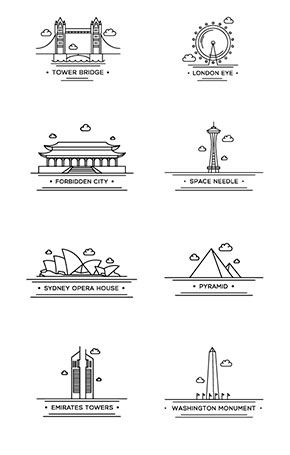 • TOWER BRIDGE •
• LONDON EYE •
• FORBIDDEN CITY •
• SPACE NEEDLE •
• SYDNEY OPERA HOUSE •
• PYRAMID •
• EMIRATES TOWERS •
• WASHINGTON MONUMENT •